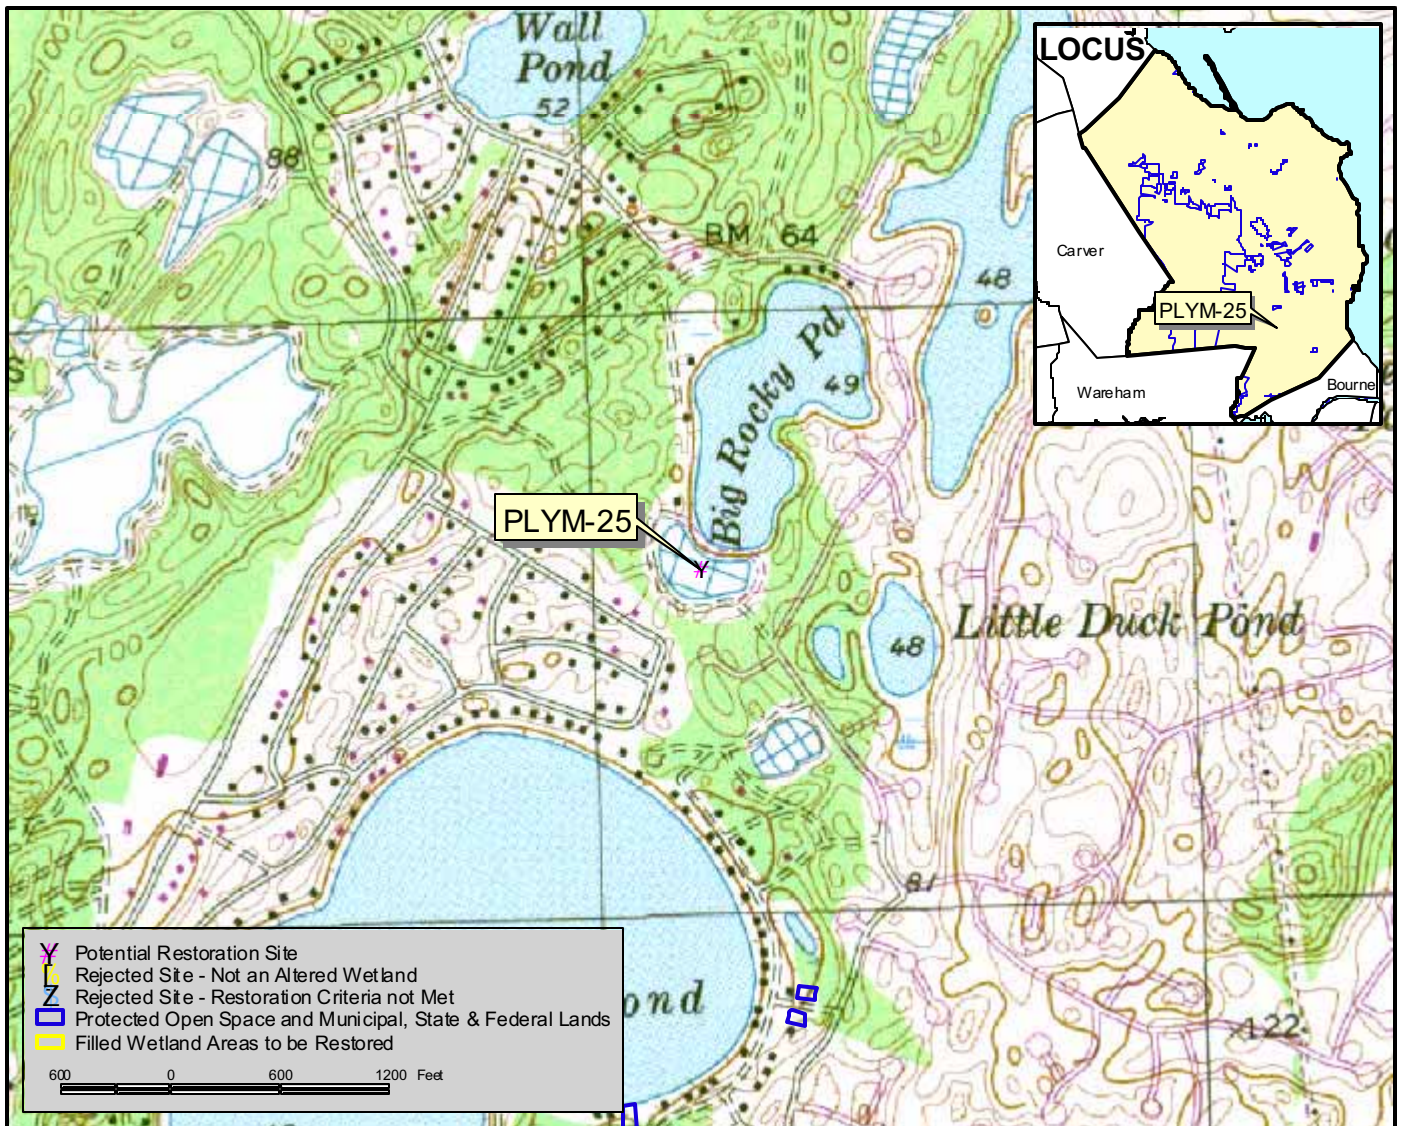 Wall
Pond
52
88
BM 64
48
Big Rocky Pd
49
PLYM-25
Little Duck Pond
48
81
122
ond
S
LOCUS
Carver
PLYM-25
Wareham
Bourne
Y Potential Restoration Site
Rejected Site - Not an Altered Wetland
Z Rejected Site - Restoration Criteria not Met
Protected Open Space and Municipal, State & Federal Lands
Filled Wetland Areas to be Restored
600 0 600 1200 Feet
100